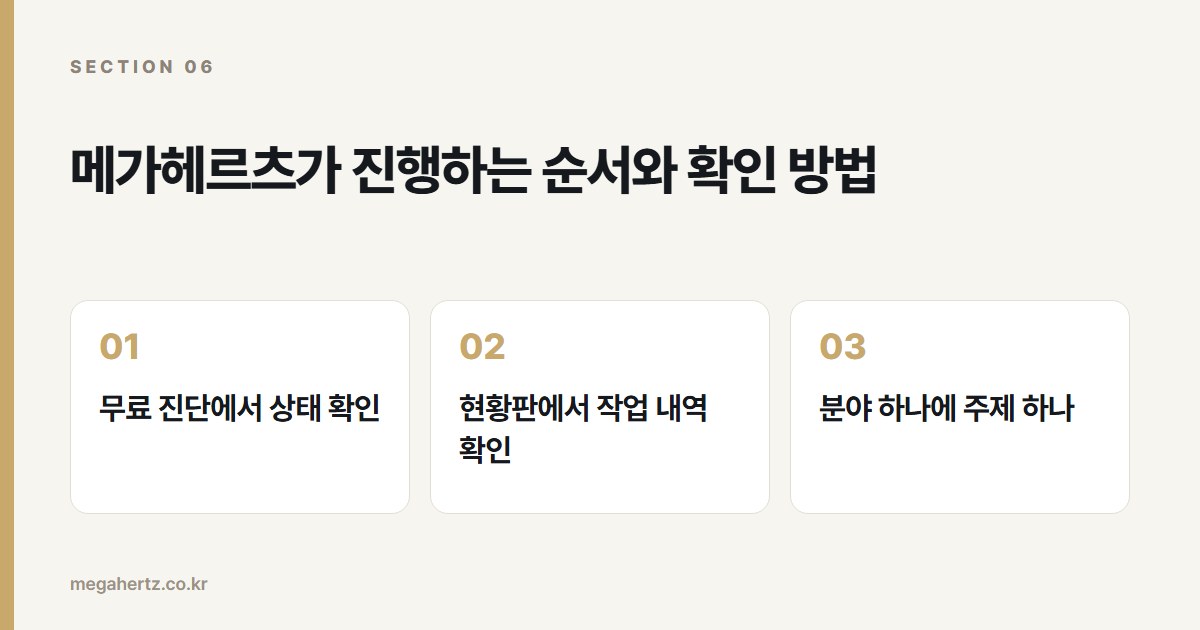 SECTION 06
메가헤르츠가 진행하는 순서와 확인 방법
01
무료 진단에서 상태 확인
02
현황판에서 작업 내역
확인
03
분야 하나에 주제 하나
megahertz.co.kr